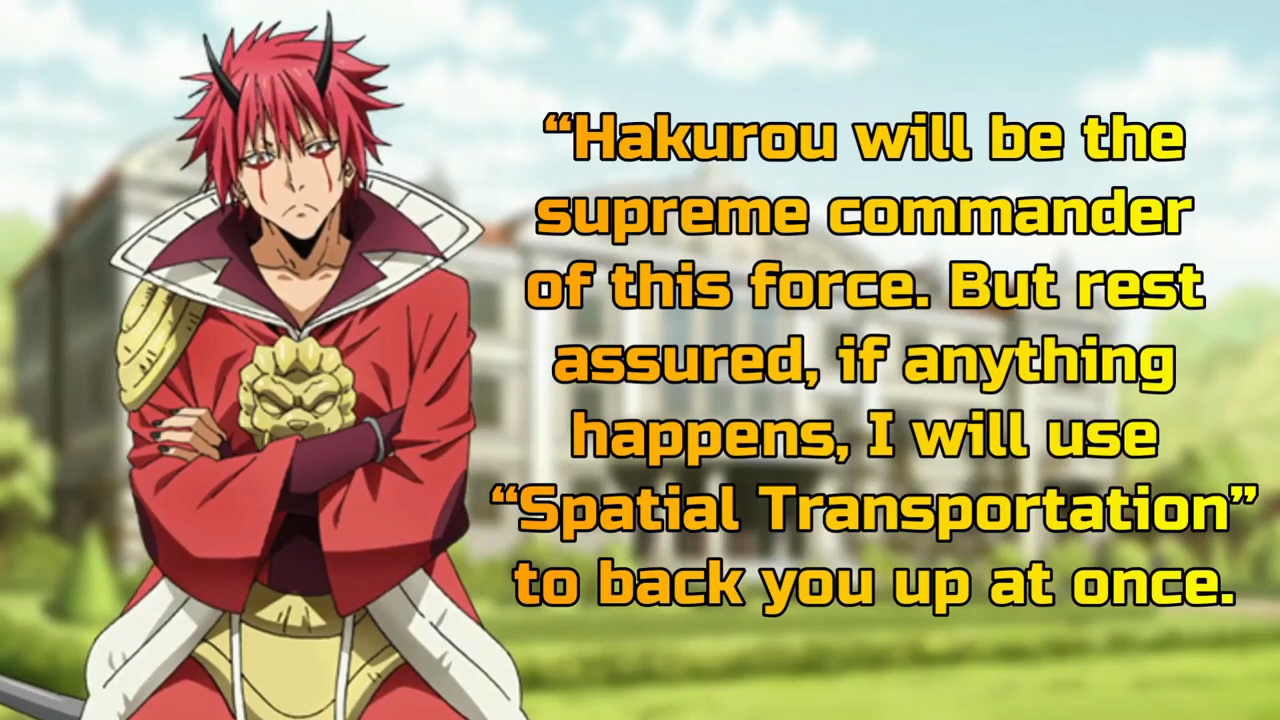 “Hakurou will be the
supreme commander
of this force. But rest
assured, if anything
happens, I will use
“Spatial Transportation”
to back you up at once.